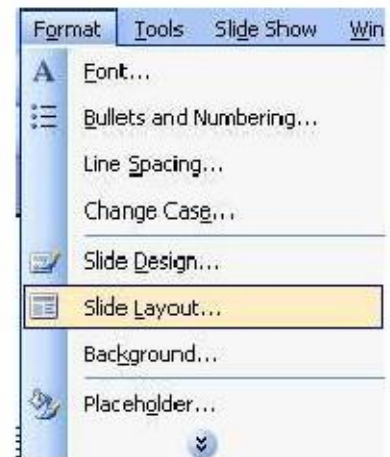 Format Tools Slide Show Win
Font...
Bullets and Numbering...
Line Spacing...
Change Case...
Slide Design...
Slide Layout...
Background...
Placeholder...